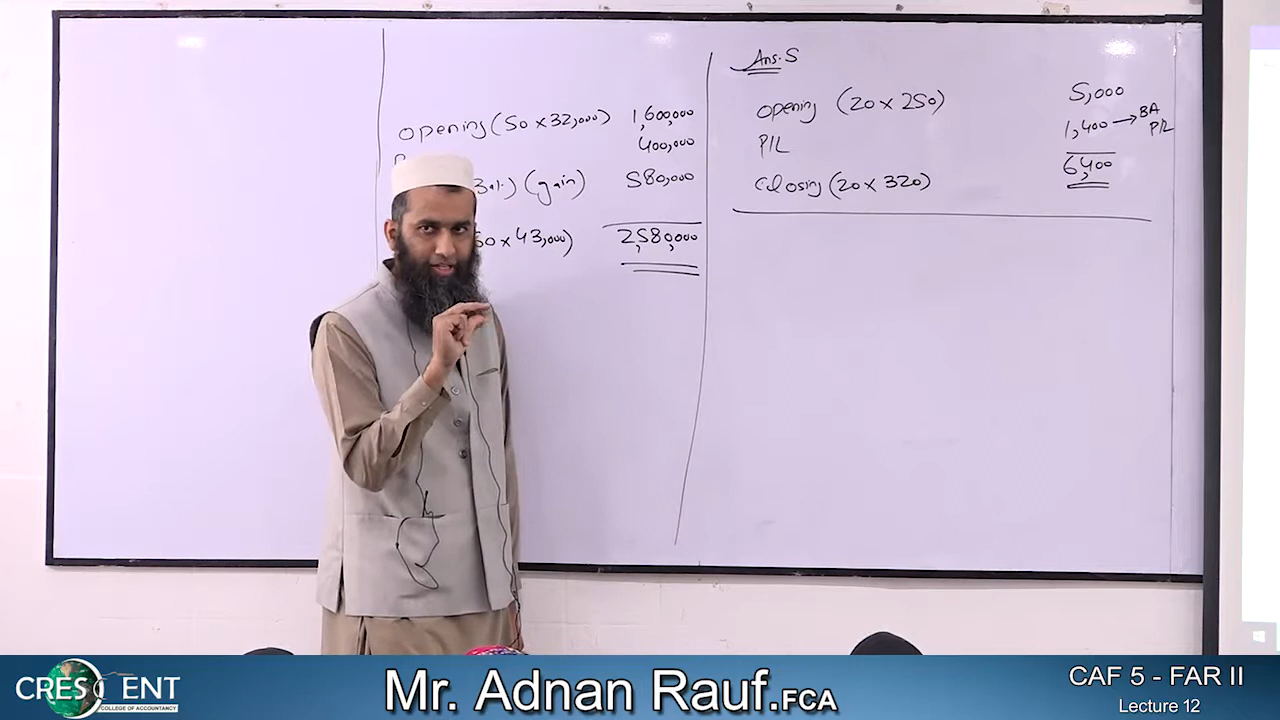 opening (50 x 32,000) 1,600,000
400,000
Bal.) (gain) 580,000
60 x 43,000) 2,580,000
Ans.5
opening (20 x 250) 5,000
P/L 1,400 → BA P/L
6,400
closing (20 x 320)
CRESCENT
COLLEGE OF ACCOUNTANCY
Mr. Adnan Rauf.FCA
CAF 5 - FAR II
Lecture 12